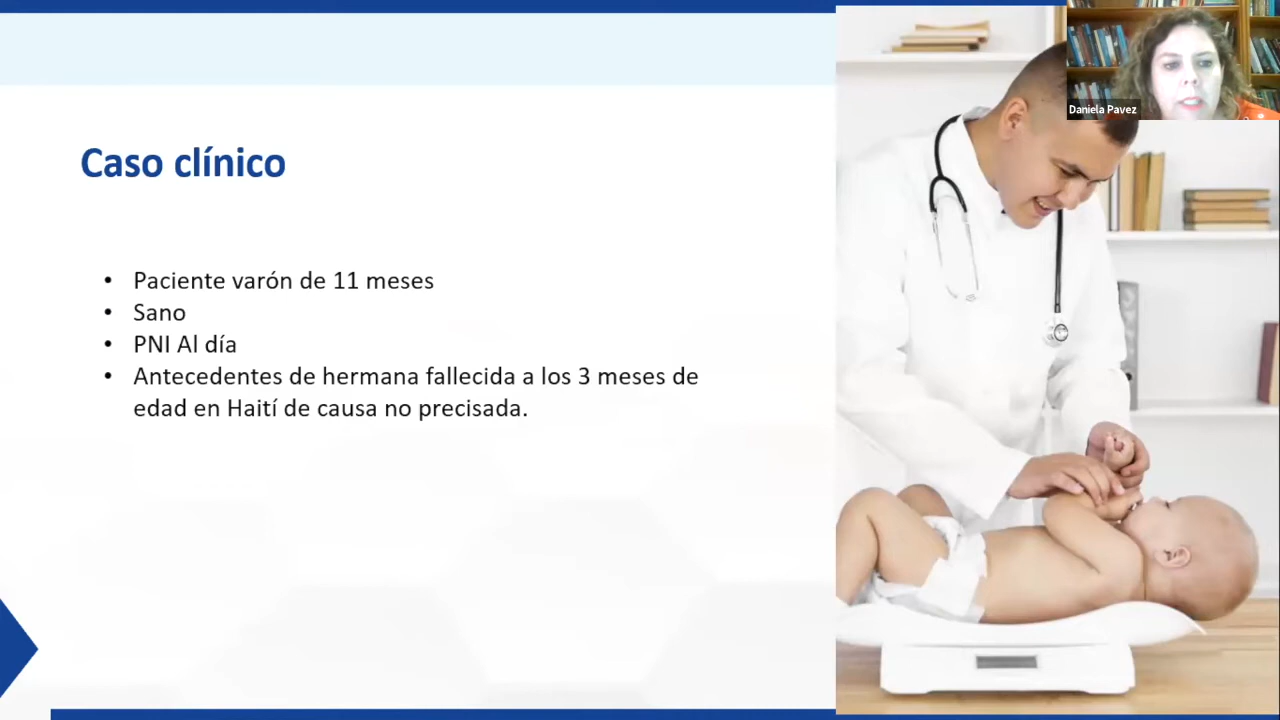 Daniela Pavez
Caso clínico
• Paciente varón de 11 meses
• Sano
• PNI Al día
• Antecedentes de hermana fallecida a los 3 meses de
edad en Haití de causa no precisada.